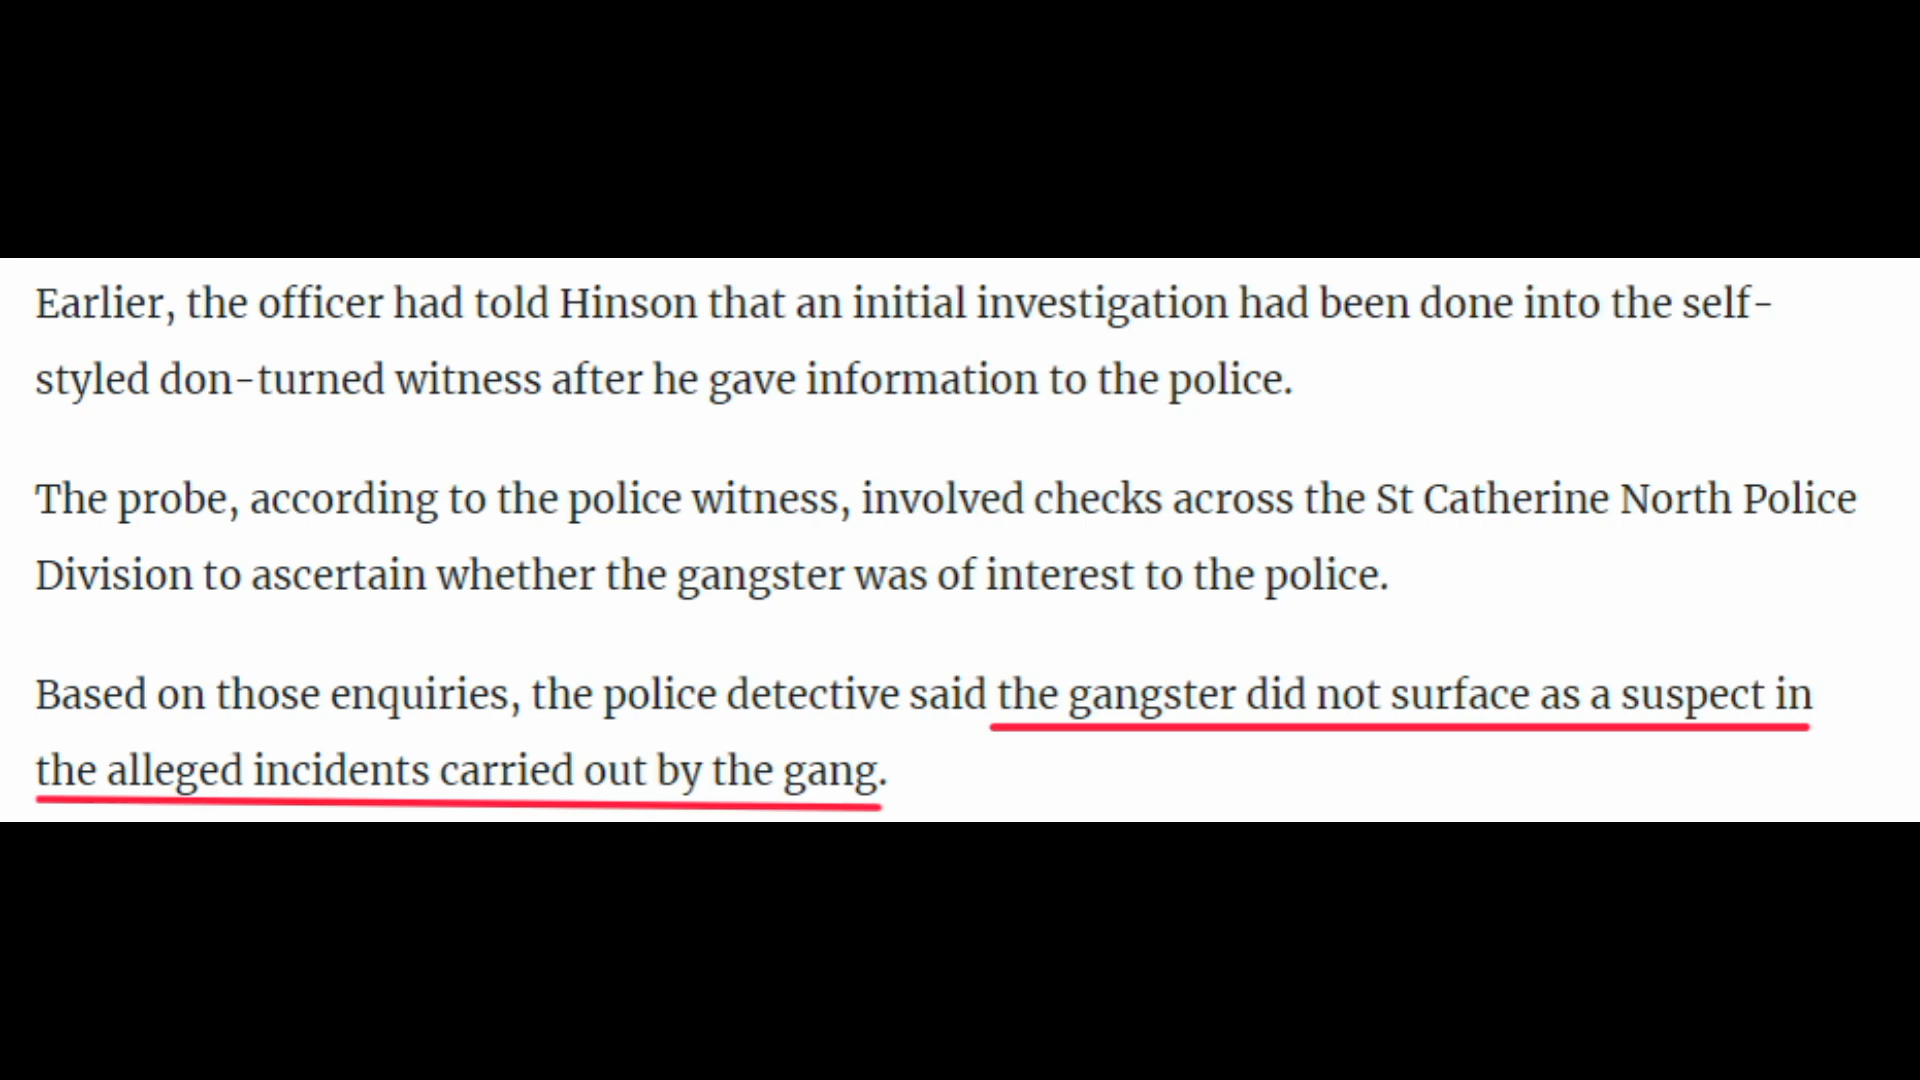 Earlier, the officer had told Hinson that an initial investigation had been done into the self-
styled don-turned witness after he gave information to the police.
The probe, according to the police witness, involved checks across the St Catherine North Police
Division to ascertain whether the gangster was of interest to the police.
Based on those enquiries, the police detective said the gangster did not surface as a suspect in
the alleged incidents carried out by the gang.